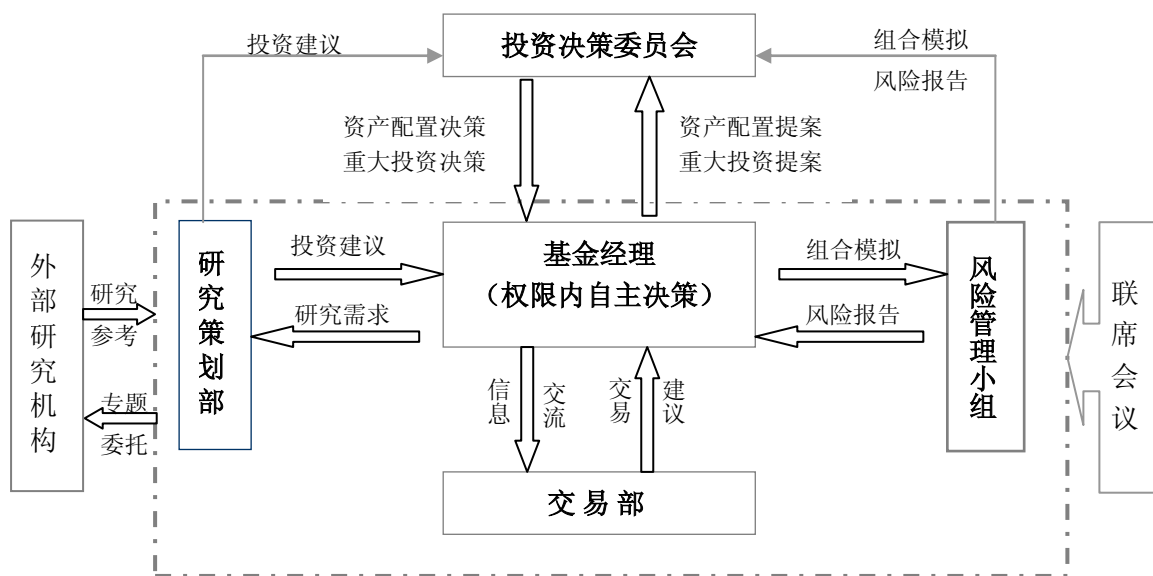 投资建议
投资决策委员会
组合模拟
风险报告
资产配置决策
重大投资决策
资产配置提案
重大投资提案
外部研究机构
研究
参考
专题
委托
研究策划部
投资建议
研究需求
基金经理
（权限内自主决策）
组合模拟
风险报告
风险管理小组
联席会议
信息
交流
交易
建议
交易部